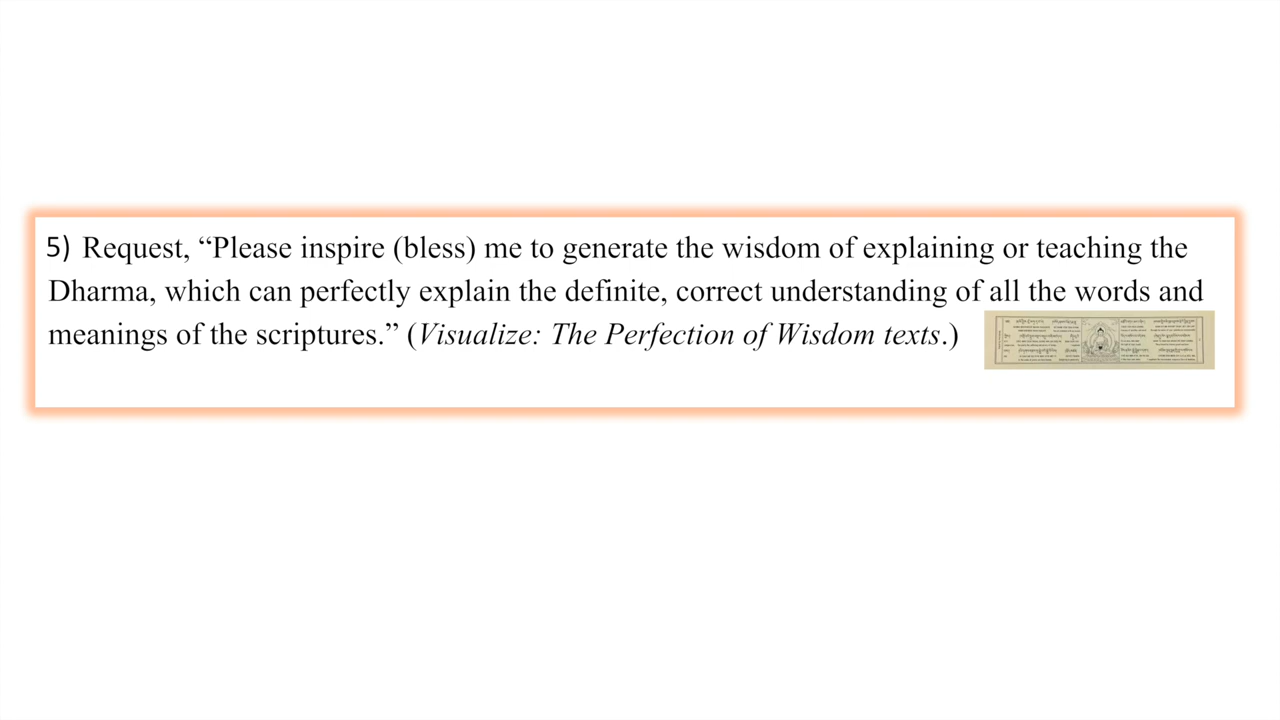 5) Request, “Please inspire (bless) me to generate the wisdom of explaining or teaching the
Dharma, which can perfectly explain the definite, correct understanding of all the words and
meanings of the scriptures.” (Visualize: The Perfection of Wisdom texts.)